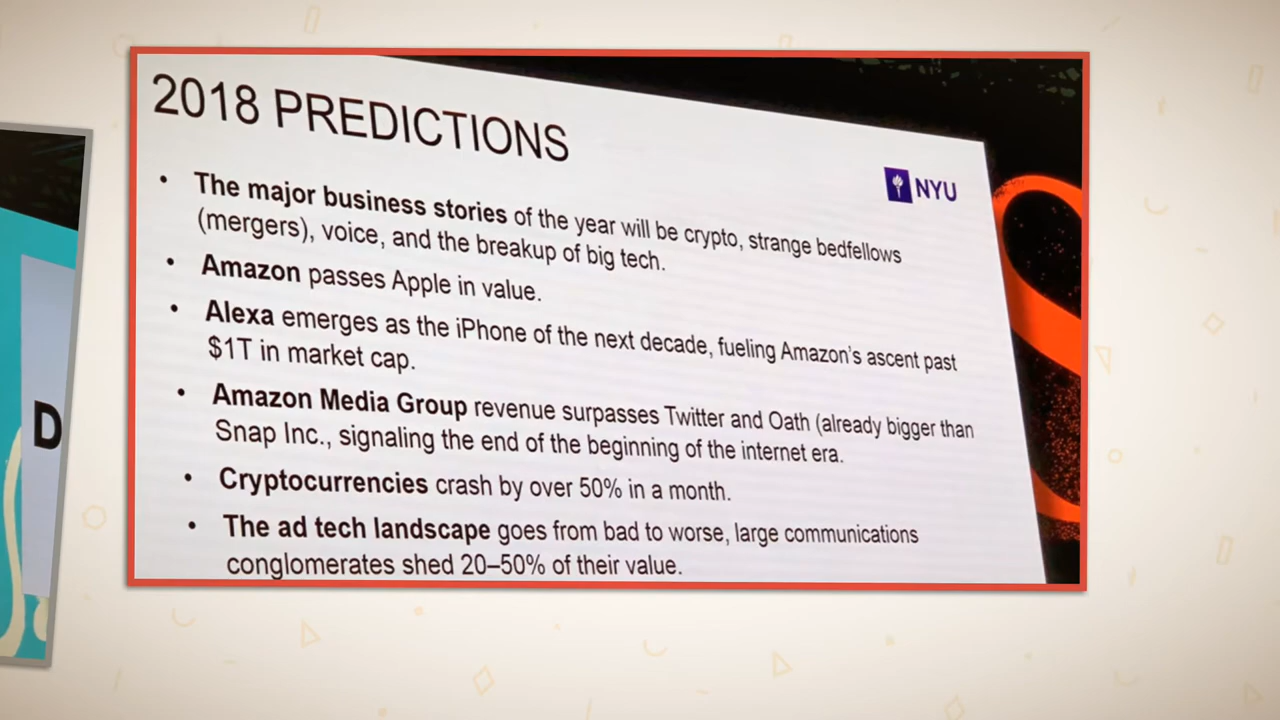 2018 PREDICTIONS
NYU
• The major business stories of the year will be crypto, strange bedfellows
(mergers), voice, and the breakup of big tech.
• Amazon passes Apple in value.
• Alexa emerges as the iPhone of the next decade, fueling Amazon's ascent past
$1T in market cap.
• Amazon Media Group revenue surpasses Twitter and Oath (already bigger than
Snap Inc., signaling the end of the beginning of the internet era.
• Cryptocurrencies crash by over 50% in a month.
• The ad tech landscape goes from bad to worse, large communications
conglomerates shed 20–50% of their value.
D